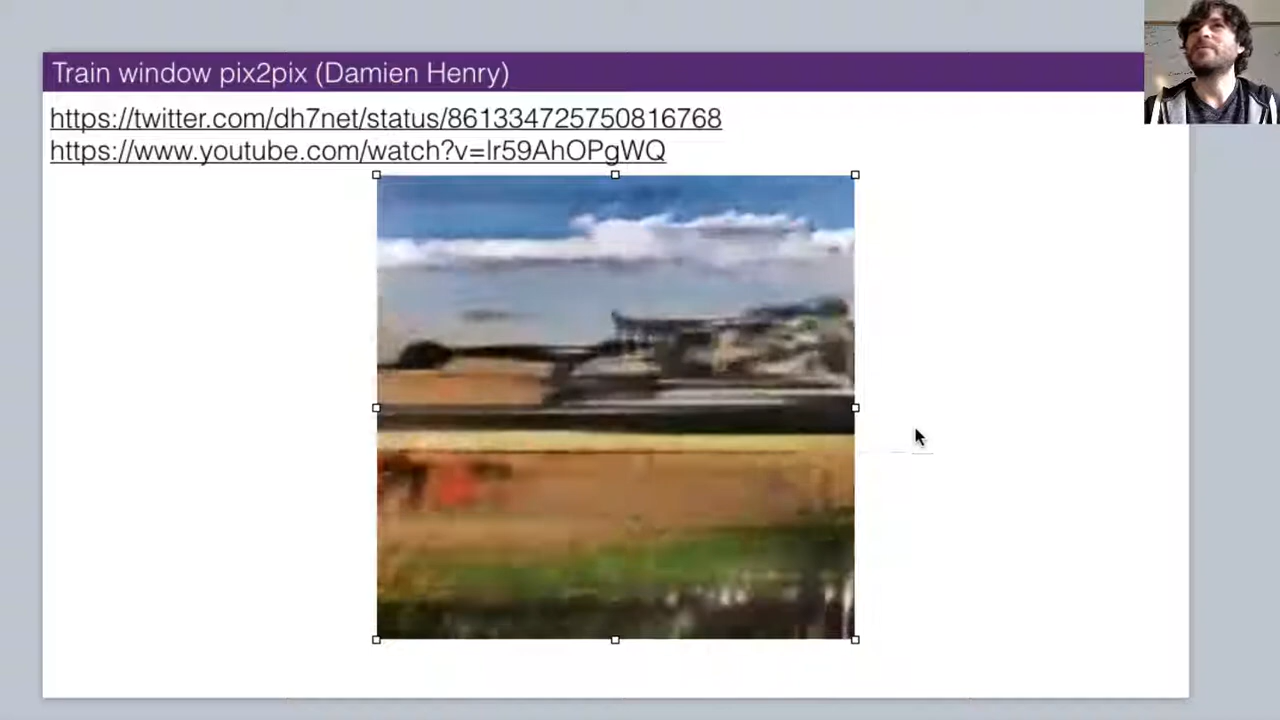 Train window pix2pix (Damien Henry)
https://twitter.com/dh7net/status/861334725750816768
https://www.youtube.com/watch?v=lr59AhOPgWQ